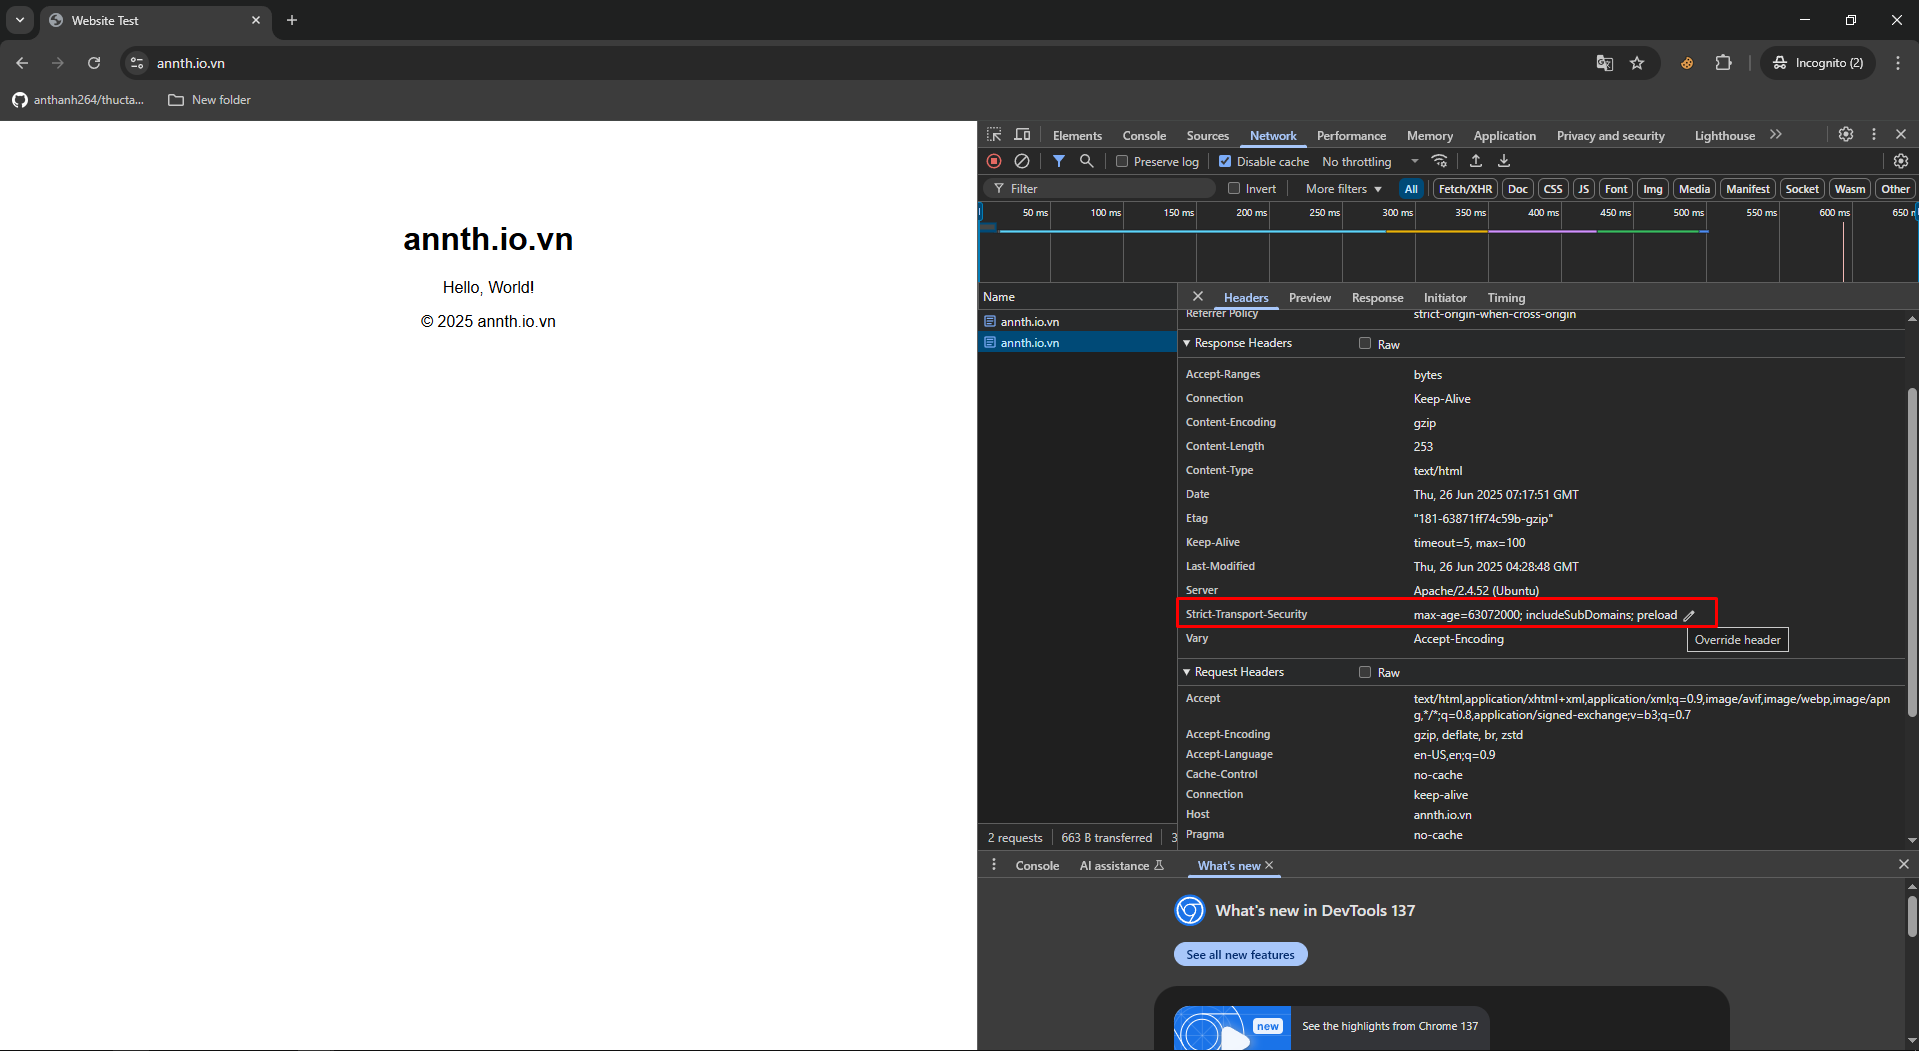 Website Test
annth.io.vn
Incognito (2)
anthanh264/thucta...
New folder
annth.io.vn
Hello, World!
© 2025 annth.io.vn
Elements Console Sources Network Performance Memory Application Privacy and security Lighthouse
Preserve log Disable cache No throttling
Filter Invert More filters All Fetch/XHR Doc CSS JS Font Img Media Manifest Socket Wasm Other
50 ms 100 ms 150 ms 200 ms 250 ms 300 ms 350 ms 400 ms 450 ms 500 ms 550 ms 600 ms 650 
Name
annth.io.vn
annth.io.vn
Headers Preview Response Initiator Timing
Referrer Policy strict-origin-when-cross-origin
Response Headers Raw
Accept-Ranges bytes
Connection Keep-Alive
Content-Encoding gzip
Content-Length 253
Content-Type text/html
Date Thu, 26 Jun 2025 07:17:51 GMT
Etag "181-63871ff74c59b-gzip"
Keep-Alive timeout=5, max=100
Last-Modified Thu, 26 Jun 2025 04:28:48 GMT
Server Apache/2.4.52 (Ubuntu)
Strict-Transport-Security max-age=63072000; includeSubDomains; preload
Vary Accept-Encoding
Override header
Request Headers Raw
Accept text/html,application/xhtml+xml,application/xml;q=0.9,image/avif,image/webp,image/apn
g,*/*;q=0.8,application/signed-exchange;v=b3;q=0.7
Accept-Encoding gzip, deflate, br, zstd
Accept-Language en-US,en;q=0.9
Cache-Control no-cache
Connection keep-alive
Host annth.io.vn
Pragma no-cache
2 requests 663 B transferred 3
Console AI assistance What's new
What's new in DevTools 137
See all new features
new
See the highlights from Chrome 137